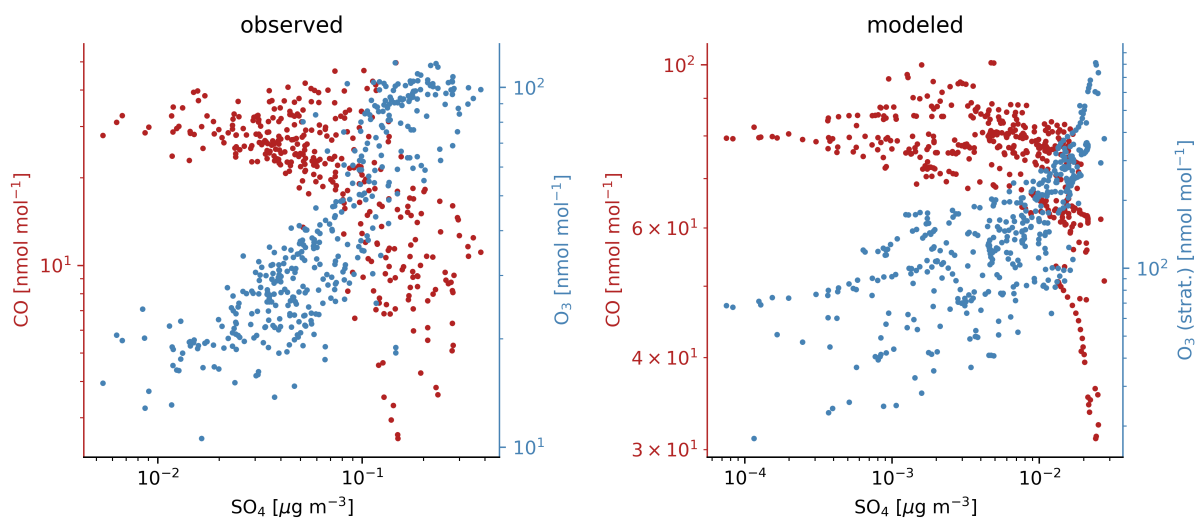 observed
CO [nmol mol⁻¹]
10¹
10²
10¹
O₃ [nmol mol⁻¹]
10⁻²
10⁻¹
SO₄ [μg m⁻³]
modeled
CO [nmol mol⁻¹]
10²
6 × 10¹
4 × 10¹
3 × 10¹
10²
O₃ (strat.) [nmol mol⁻¹]
10⁻⁴
10⁻³
10⁻²
SO₄ [μg m⁻³]